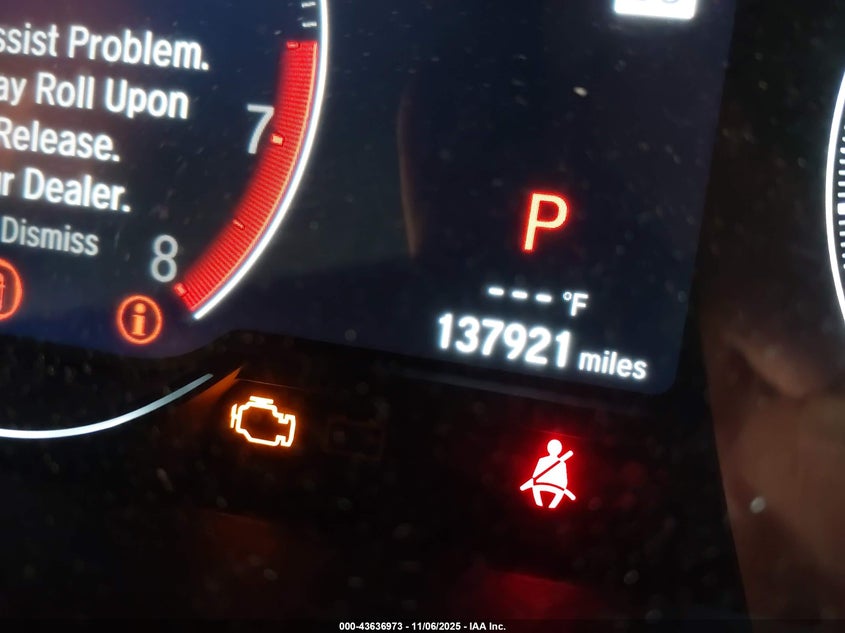 ssist Problem.
ay Roll Upon
Release.
r Dealer.
Dismiss
7
8
P
--- °F
137921 miles
000-43636973 - 11/06/2025 - IAA Inc.